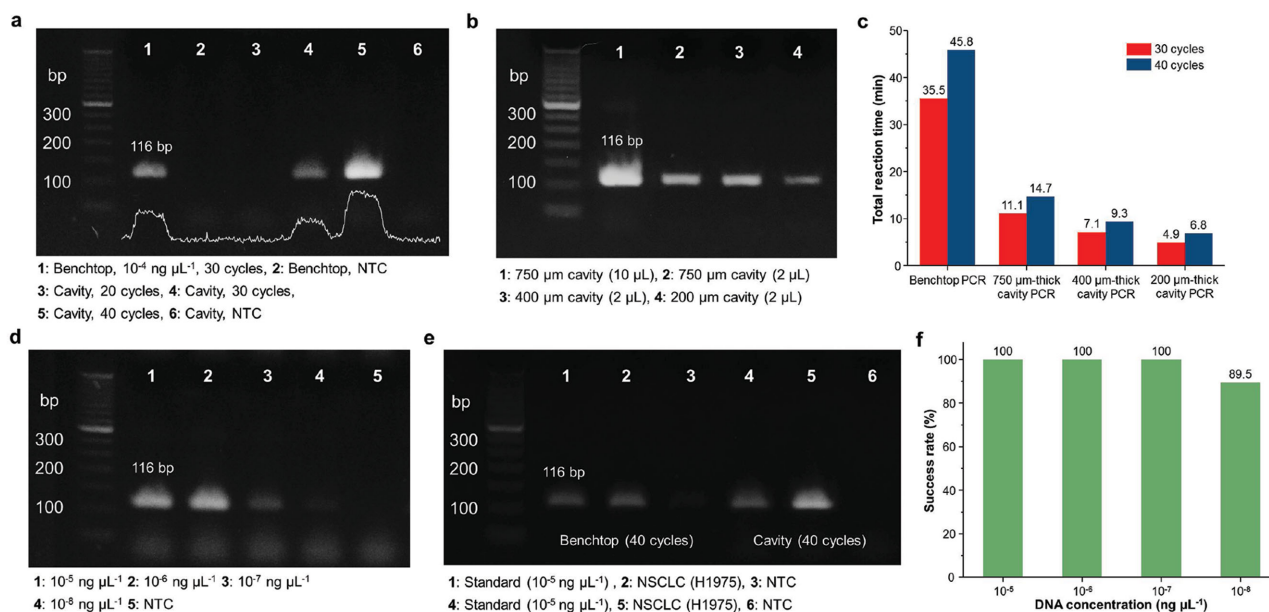 a
1 2 3 4 5 6
bp
300
200
116 bp
100
1: Benchtop, 10⁻⁴ ng µL⁻¹, 30 cycles, 2: Benchtop, NTC
3: Cavity, 20 cycles, 4: Cavity, 30 cycles,
5: Cavity, 40 cycles, 6: Cavity, NTC
b
1 2 3 4
bp
300
200
116 bp
100
1: 750 µm cavity (10 µL), 2: 750 µm cavity (2 µL)
3: 400 µm cavity (2 µL), 4: 200 µm cavity (2 µL)
c
Total reaction time (min)
50
40
30
20
10
0
30 cycles
40 cycles
35.5 45.8
11.1 14.7
7.1 9.3
4.9 6.8
Benchtop PCR
750 µm-thick
cavity PCR
400 µm-thick
cavity PCR
200 µm-thick
cavity PCR
d
1 2 3 4 5
bp
300
200
116 bp
100
1: 10⁻⁵ ng µL⁻¹ 2: 10⁻⁶ ng µL⁻¹ 3: 10⁻⁷ ng µL⁻¹
4: 10⁻⁸ ng µL⁻¹ 5: NTC
e
1 2 3 4 5 6
bp
300
200
116 bp
100
Benchtop (40 cycles) Cavity (40 cycles)
1: Standard (10⁻⁵ ng µL⁻¹) , 2: NSCLC (H1975), 3: NTC
4: Standard (10⁻⁵ ng µL⁻¹), 5: NSCLC (H1975), 6: NTC
f
Success rate (%)
100
80
60
40
20
0
100 100 100 89.5
10⁻⁵ 10⁻⁶ 10⁻⁷ 10⁻⁸
DNA concentration (ng µL⁻¹)